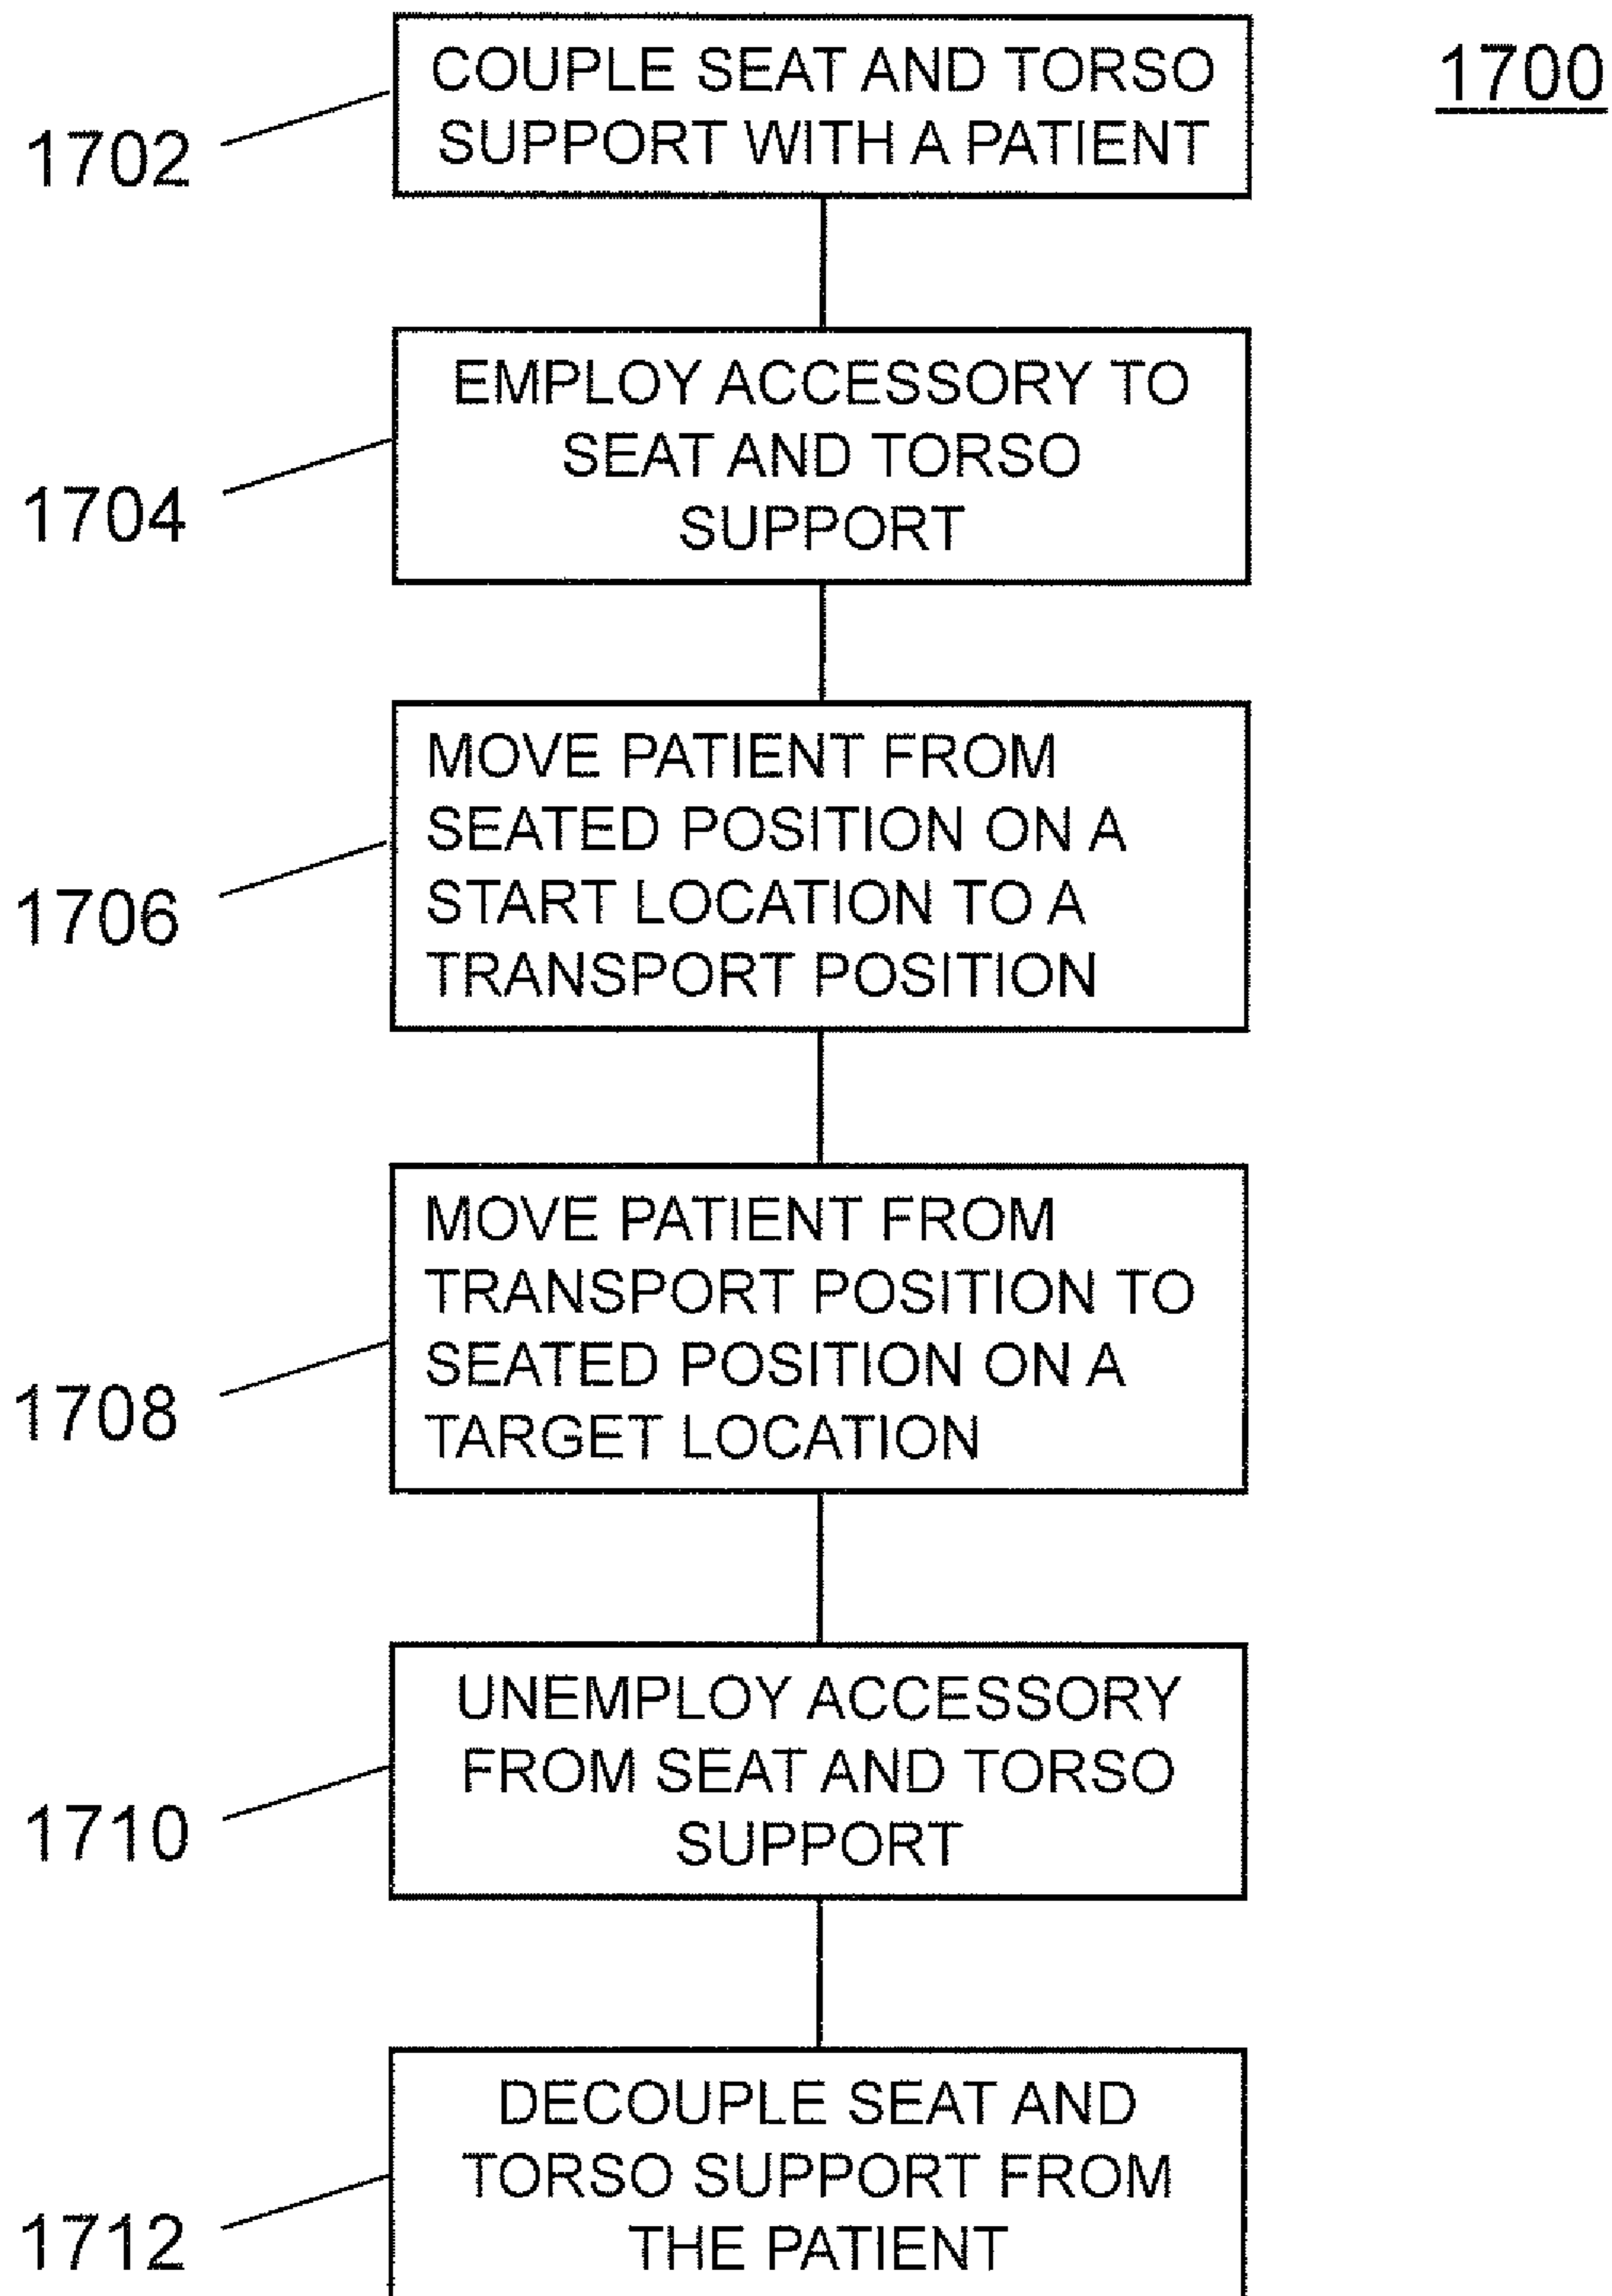 1700
COUPLE SEAT AND TORSO
SUPPORT WITH A PATIENT
1702
EMPLOY ACCESSORY TO
SEAT AND TORSO
SUPPORT
1704
MOVE PATIENT FROM
SEATED POSITION ON A
START LOCATION TO A
TRANSPORT POSITION
1706
MOVE PATIENT FROM
TRANSPORT POSITION TO
SEATED POSITION ON A
TARGET LOCATION
1708
UNEMPLOY ACCESSORY
FROM SEAT AND TORSO
SUPPORT
1710
DECOUPLE SEAT AND
TORSO SUPPORT FROM
THE PATIENT
1712